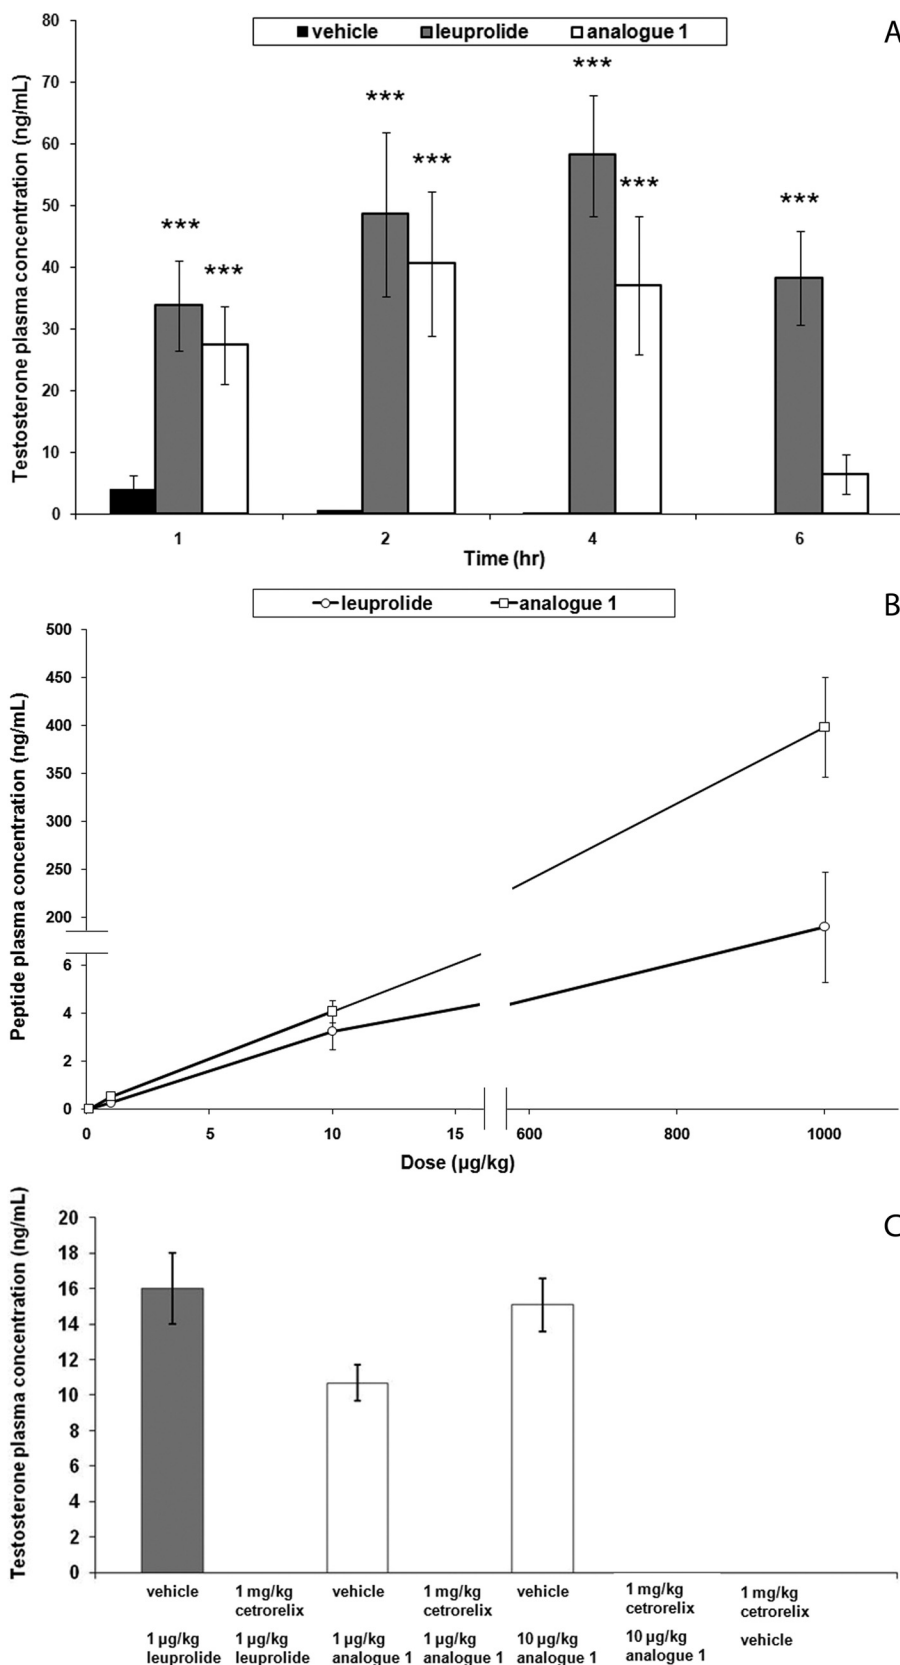 A
vehicle leuprolide analogue 1
Testosterone plasma concentration (ng/mL)
80
70
60
50
40
30
20
10
0
*** *** *** *** *** *** ***
1 2 4 6
Time (hr)
B
leuprolide analogue 1
Peptide plasma concentration (ng/mL)
500
450
400
350
300
250
200
6
4
2
0
0 5 10 15 600 800 1000
Dose (µg/kg)
C
Testosterone plasma concentration (ng/mL)
20
18
16
14
12
10
8
6
4
2
0
vehicle 1 mg/kg vehicle 1 mg/kg vehicle 1 mg/kg 1 mg/kg
cetrorelix cetrorelix cetrorelix cetrorelix
1 µg/kg 1 µg/kg 1 µg/kg 1 µg/kg 10 µg/kg 10 µg/kg vehicle
leuprolide leuprolide analogue 1 analogue 1 analogue 1 analogue 1